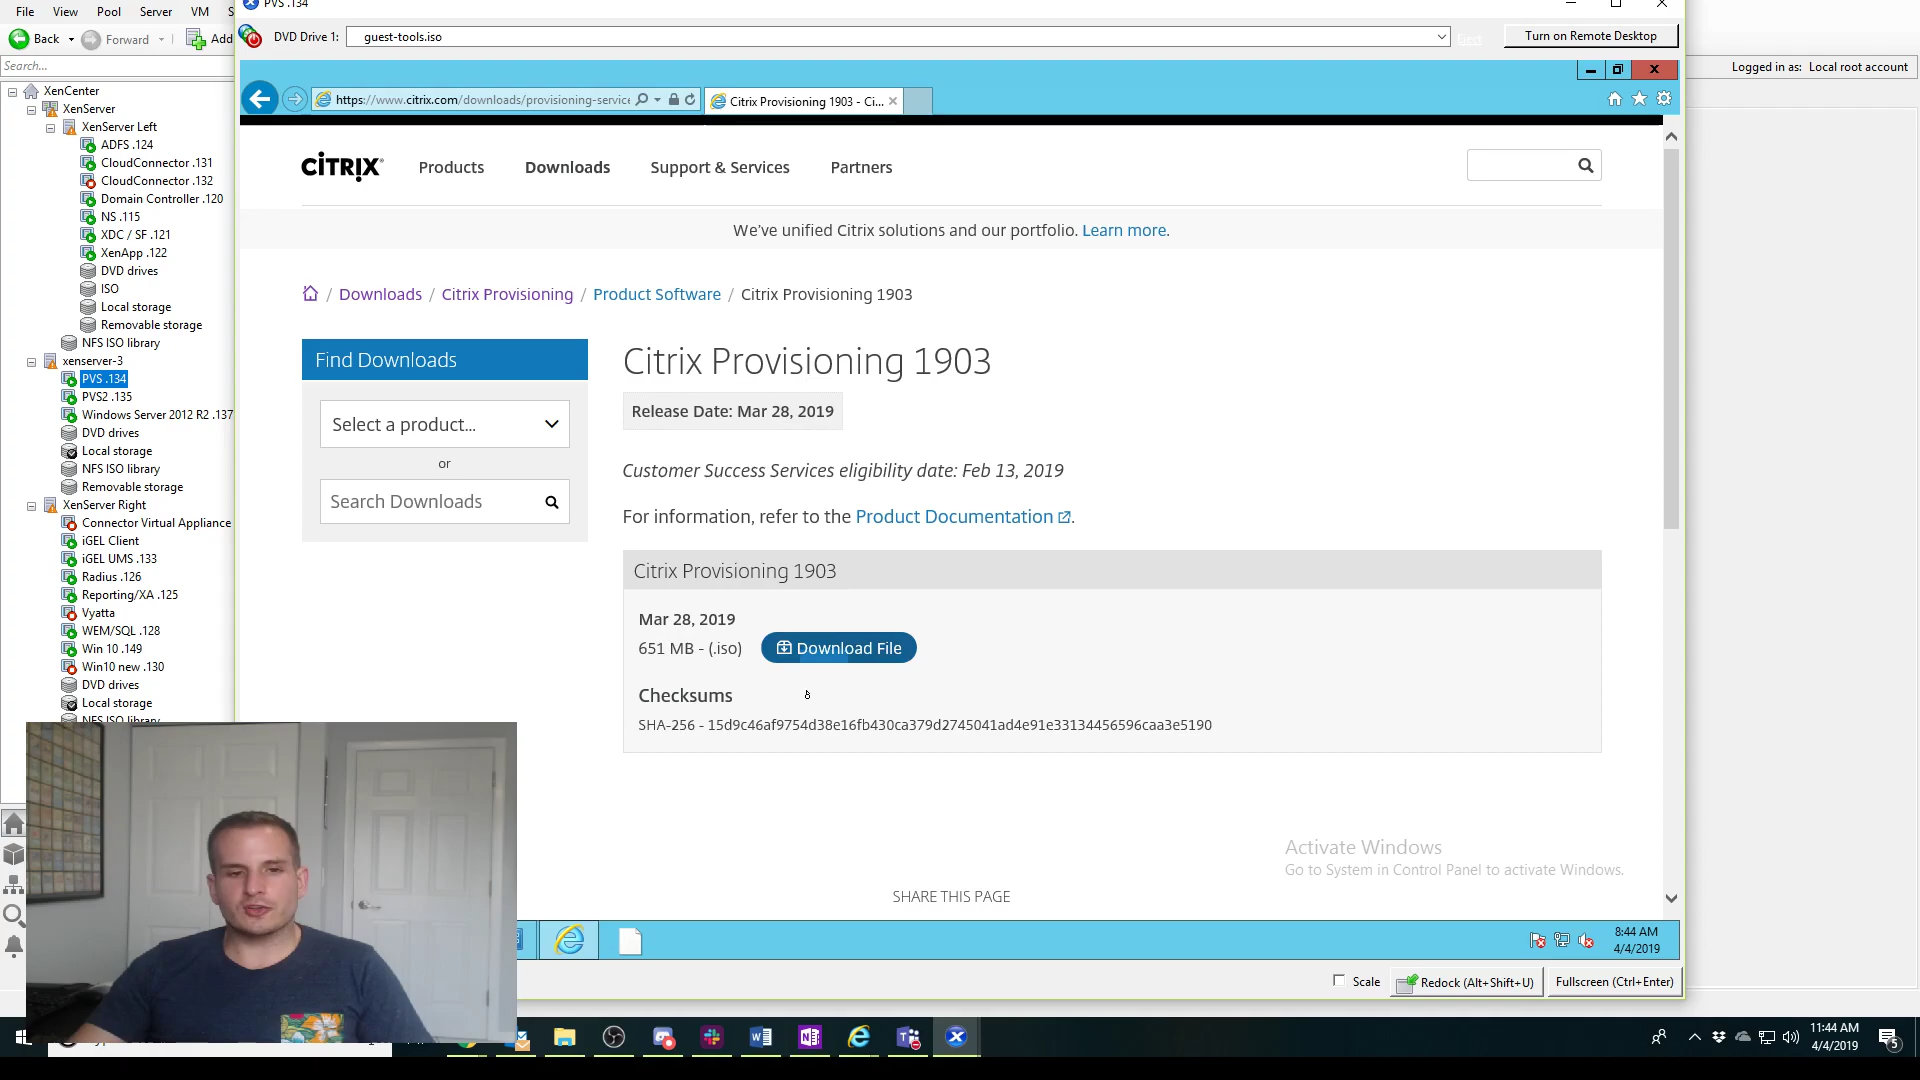 File View Pool Server VM
PVS .134
Back Forward Add
DVD Drive 1: guest-tools.iso Eject Turn on Remote Desktop
Search...
Logged in as: Local root account
https://www.citrix.com/downloads/provisioning-service
Citrix Provisioning 1903 - Ci...
XenCenter
XenServer
XenServer Left
ADFS .124
CloudConnector .131
CloudConnector .132
Domain Controller .120
NS .115
XDC / SF .121
XenApp .122
DVD drives
ISO
Local storage
Removable storage
NFS ISO library
xenserver-3
PVS .134
PVS2 .135
Windows Server 2012 R2 .137
DVD drives
Local storage
NFS ISO library
Removable storage
XenServer Right
Connector Virtual Appliance
iGEL Client
iGEL UMS .133
Radius .126
Reporting/XA .125
Vyatta
WEM/SQL .128
Win 10 .149
Win10 new .130
DVD drives
Local storage
NFS ISO library
CITRIX Products Downloads Support & Services Partners
We've unified Citrix solutions and our portfolio. Learn more.
/ Downloads / Citrix Provisioning / Product Software / Citrix Provisioning 1903
Find Downloads
Select a product...
or
Search Downloads
Citrix Provisioning 1903
Release Date: Mar 28, 2019
Customer Success Services eligibility date: Feb 13, 2019
For information, refer to the Product Documentation.
Citrix Provisioning 1903
Mar 28, 2019
651 MB - (.iso) Download File
Checksums
SHA-256 - 15d9c46af9754d38e16fb430ca379d2745041ad4e91e33134456596caa3e5190
Activate Windows
Go to System in Control Panel to activate Windows.
SHARE THIS PAGE
8:44 AM
4/4/2019
Scale Redock (Alt+Shift+U) Fullscreen (Ctrl+Enter)
11:44 AM
4/4/2019
5